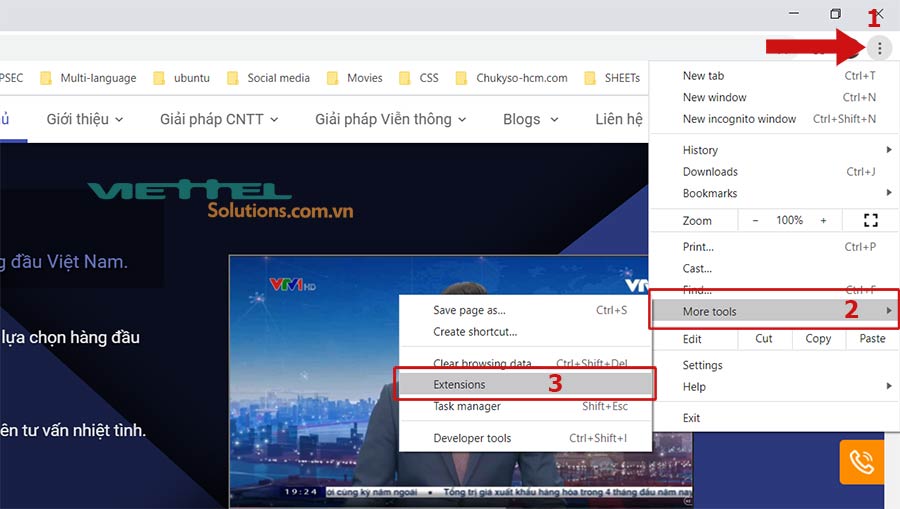 1
PSEC Multi-language ubuntu Social media Movies CSS Chukyso-hcm.com SHEETs
Giới thiệu Giải pháp CNTT Giải pháp Viễn thông Blogs Liên hệ
VIETTEL
Solutions.com.vn
g đầu Việt Nam.
lựa chọn hàng đầu
ên tư vấn nhiệt tình.
VTV1 HD
VTV
New tab Ctrl+T
New window Ctrl+N
New incognito window Ctrl+Shift+N
History
Downloads Ctrl+J
Bookmarks
Zoom - 100% +
Print... Ctrl+P
Cast...
Find... Ctrl+F
More tools 2
Edit Cut Copy Paste
Settings
Help
Exit
Save page as... Ctrl+S
Create shortcut...
Clear browsing data... Ctrl+Shift+Del
Extensions 3
Task manager Shift+Esc
Developer tools Ctrl+Shift+I
19:24 ới cùng kỳ năm ngoái • Tổng trị giá xuất khẩu hàng hóa trong 4 tháng đầu năm nay